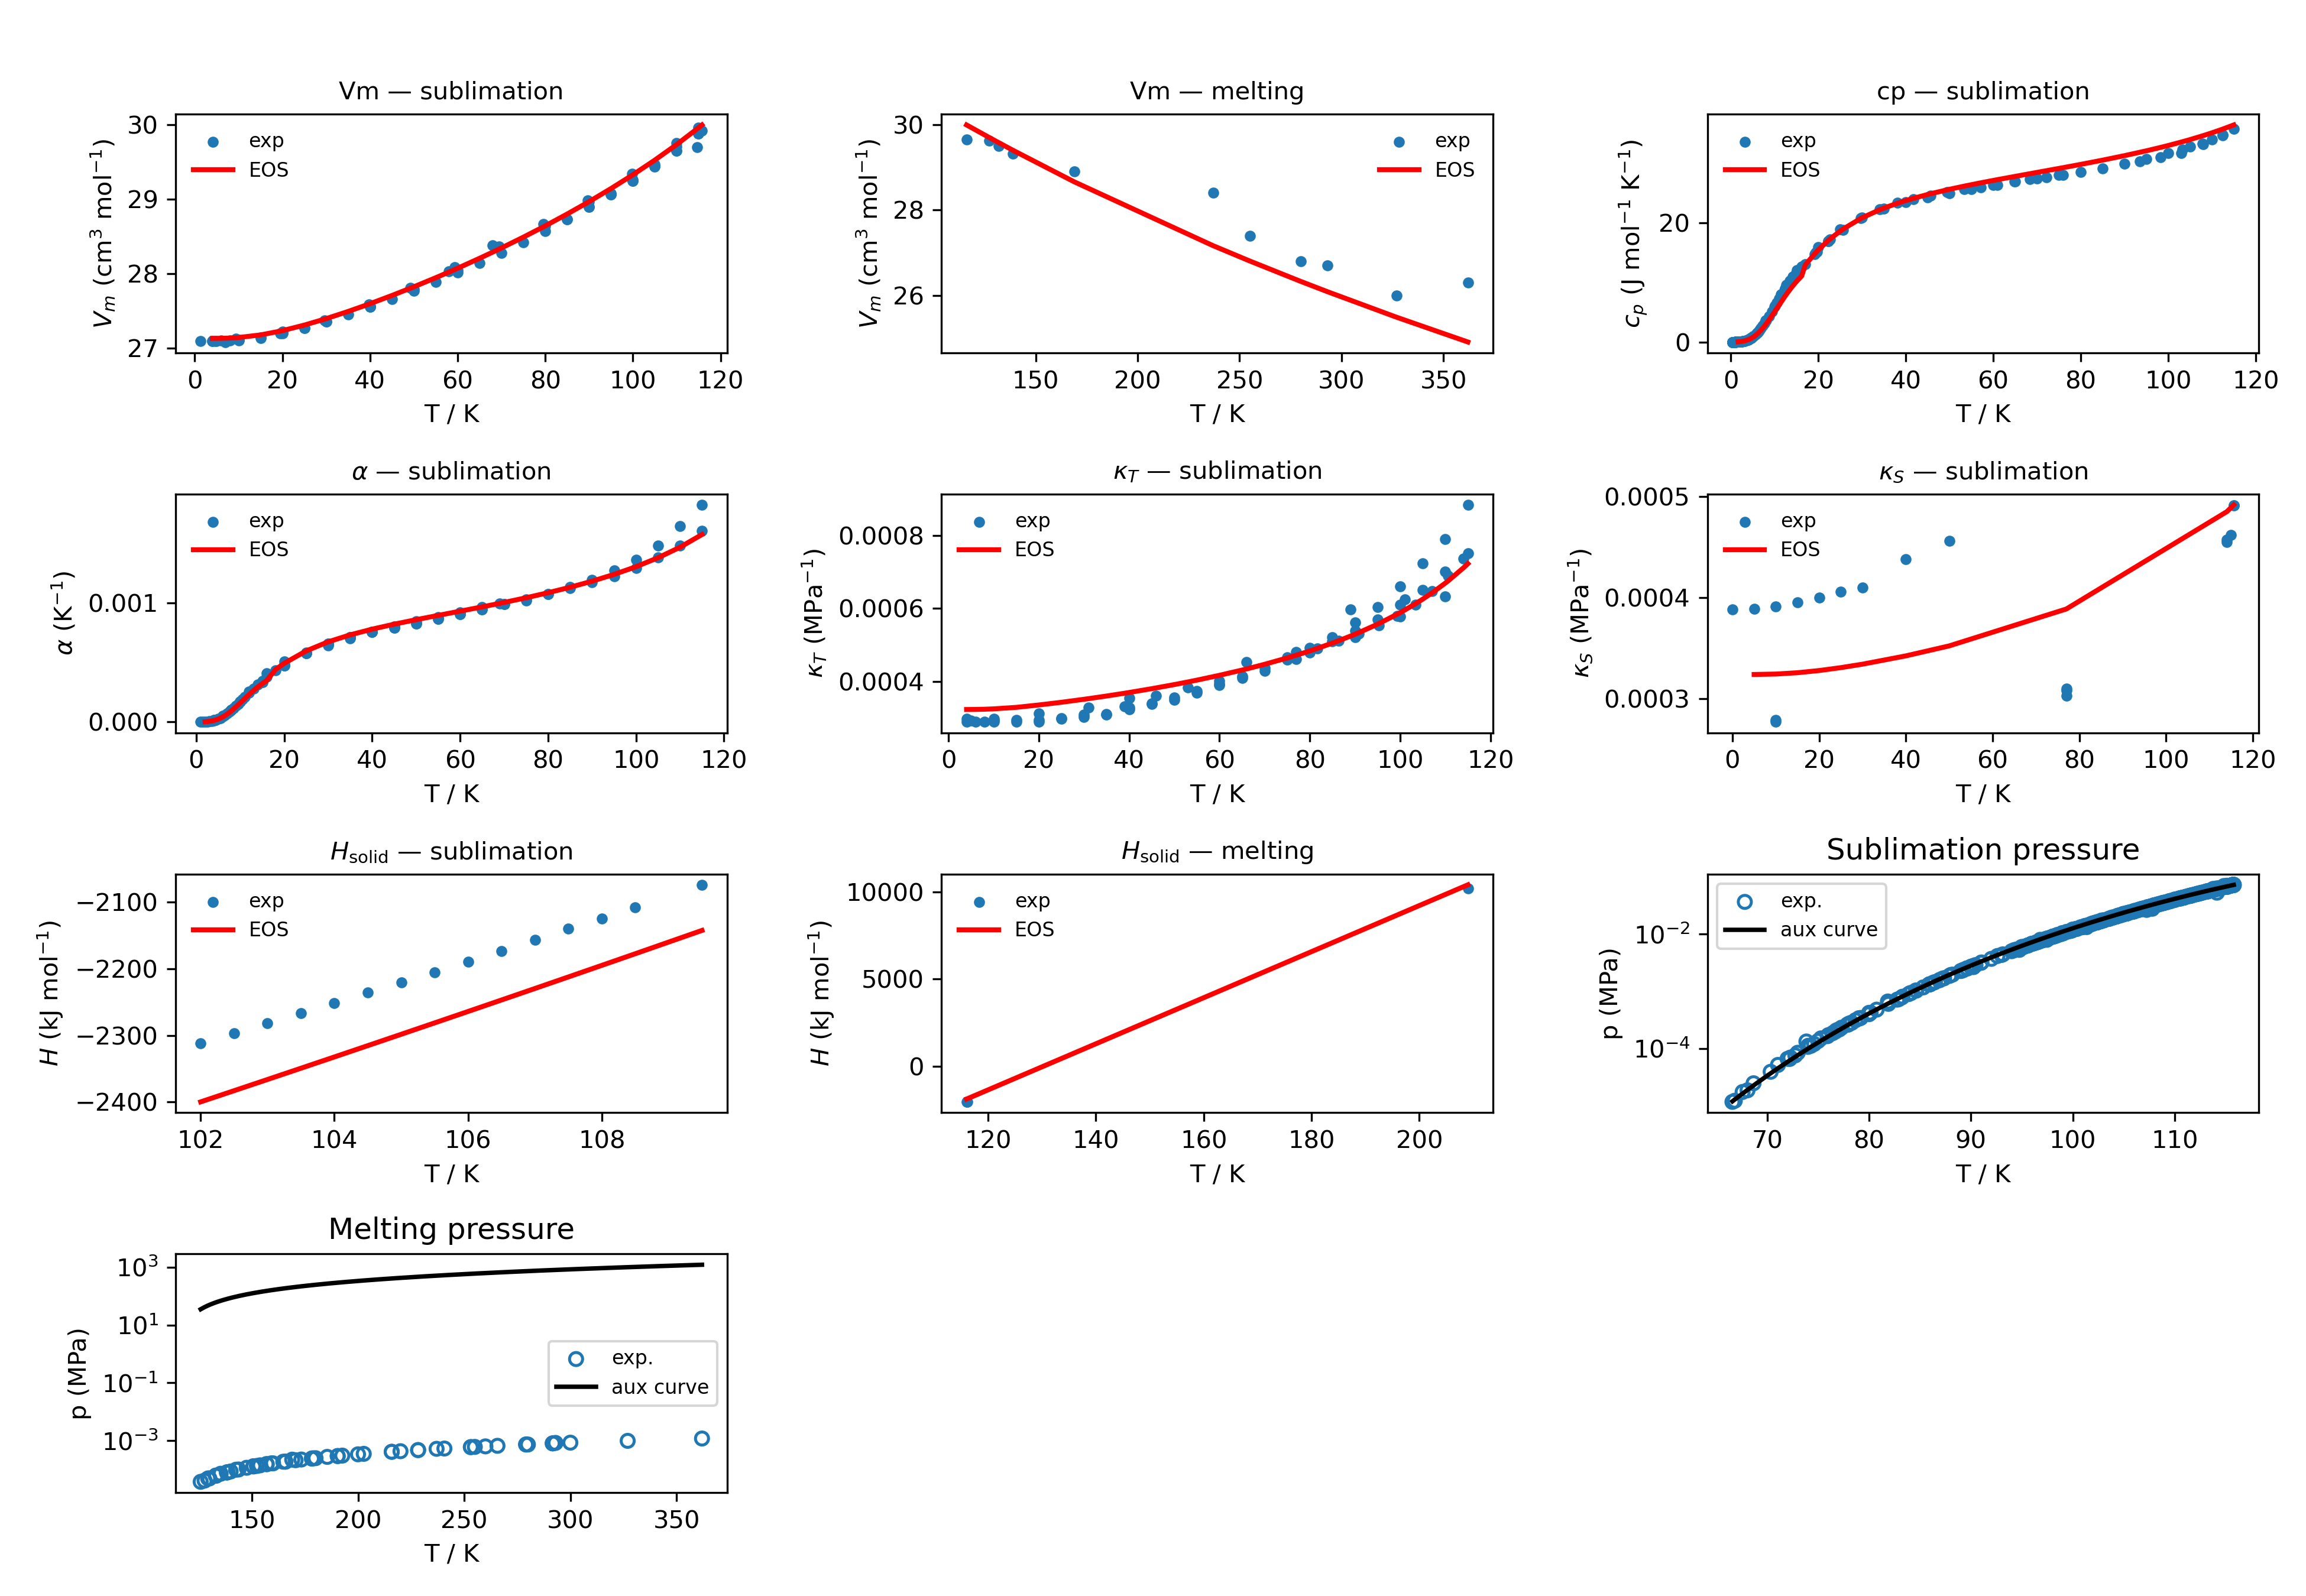 Vm — sublimation
30
29
28
27
0 20 40 60 80 100 120
T / K
V_m (cm³ mol⁻¹)
exp
EOS
Vm — melting
30
28
26
150 200 250 300 350
T / K
V_m (cm³ mol⁻¹)
exp
EOS
cp — sublimation
20
0
0 20 40 60 80 100 120
T / K
c_p (J mol⁻¹ K⁻¹)
exp
EOS
α — sublimation
0.001
0.000
0 20 40 60 80 100 120
T / K
α (K⁻¹)
exp
EOS
κ_T — sublimation
0.0008
0.0006
0.0004
0 20 40 60 80 100 120
T / K
κ_T (MPa⁻¹)
exp
EOS
κ_S — sublimation
0.0005
0.0004
0.0003
0 20 40 60 80 100 120
T / K
κ_S (MPa⁻¹)
exp
EOS
H_solid — sublimation
−2100
−2200
−2300
−2400
102 104 106 108
T / K
H (kJ mol⁻¹)
exp
EOS
H_solid — melting
10000
5000
0
120 140 160 180 200
T / K
H (kJ mol⁻¹)
exp
EOS
Sublimation pressure
10⁻²
10⁻⁴
70 80 90 100 110
T / K
p (MPa)
exp.
aux curve
Melting pressure
10³
10¹
10⁻¹
10⁻³
150 200 250 300 350
T / K
p (MPa)
exp.
aux curve